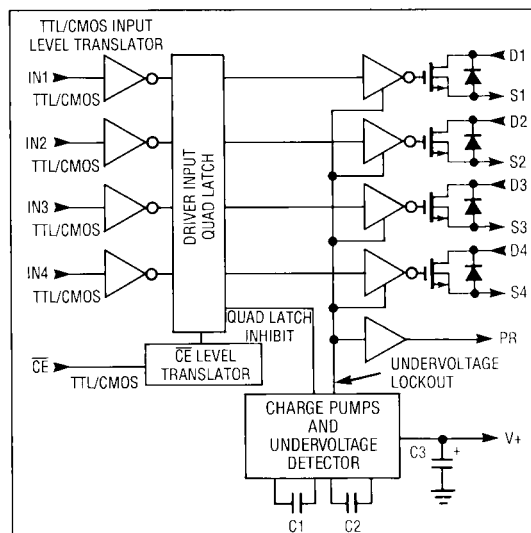 TTL/CMOS INPUT
LEVEL TRANSLATOR
IN1
TTL/CMOS
IN2
TTL/CMOS
IN3
TTL/CMOS
IN4
TTL/CMOS
DRIVER INPUT
QUAD LATCH
D1
S1
D2
S2
D3
S3
D4
S4
QUAD LATCH
INHIBIT
PR
CE
TTL/CMOS
CE LEVEL
TRANSLATOR
UNDERVOLTAGE
LOCKOUT
CHARGE PUMPS
AND
UNDERVOLTAGE
DETECTOR
C3
+
V+
C1
C2